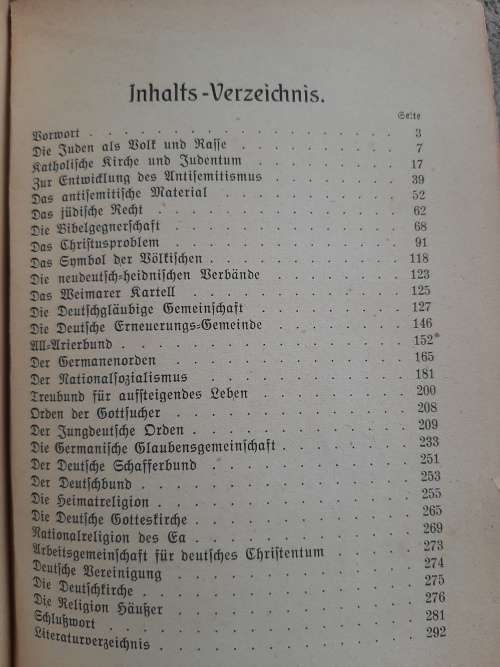 Inhalts-Verzeichnis.
Seite
Vorwort . . . . . . . . . . . . . . 3
Die Juden als Volk und Rasse . . . . . . . . 7
Katholische Kirche und Judentum . . . . . . . 17
Zur Entwicklung des Antisemitismus . . . . . . 39
Das antisemitische Material . . . . . . . . 52
Das jüdische Recht . . . . . . . . . . 62
Die Bibelgegnerschaft . . . . . . . . . . 68
Das Christusproblem . . . . . . . . . . 91
Das Symbol der Völkischen . . . . . . . . 118
Die neudeutsch-heidnischen Verbände . . . . . . 123
Das Weimarer Kartell . . . . . . . . . . 125
Die Deutschgläubige Gemeinschaft . . . . . . . 127
Die Deutsche Erneuerungs-Gemeinde . . . . . . 146
All-Arierbund . . . . . . . . . . . . 152*
Der Germanenorden . . . . . . . . . . 165
Der Nationalsozialismus . . . . . . . . . 181
Treubund für aufsteigendes Leben . . . . . . . 200
Orden der Gottsucher . . . . . . . . . . 208
Der Jungdeutsche Orden . . . . . . . . . 209
Die Germanische Glaubensgemeinschaft . . . . . . 233
Der Deutsche Schafferbund . . . . . . . . 251
Der Deutschbund . . . . . . . . . . . 253
Die Heimatreligion . . . . . . . . . . 255
Die Deutsche Gotteskirche . . . . . . . . . 265
Nationalreligion des Ea . . . . . . . . . 269
Arbeitsgemeinschaft für deutsches Christentum . . . . 273
Deutsche Vereinigung . . . . . . . . . . 274
Die Deutschkirche . . . . . . . . . . . 275
Die Religion Häußer . . . . . . . . . . 276
Schlußwort . . . . . . . . . . . . . 281
Literaturverzeichnis . . . . . . . . . . 292